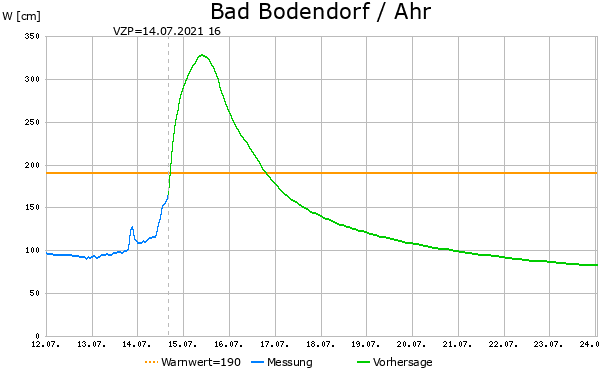 Bad Bodendorf / Ahr
W [cm]
VZP=14.07.2021 16
350
300
250
200
150
100
50
0
12.07. 13.07. 14.07. 15.07. 16.07. 17.07. 18.07. 19.07. 20.07. 21.07. 22.07. 23.07. 24.0
Warnwert=190 Messung Vorhersage